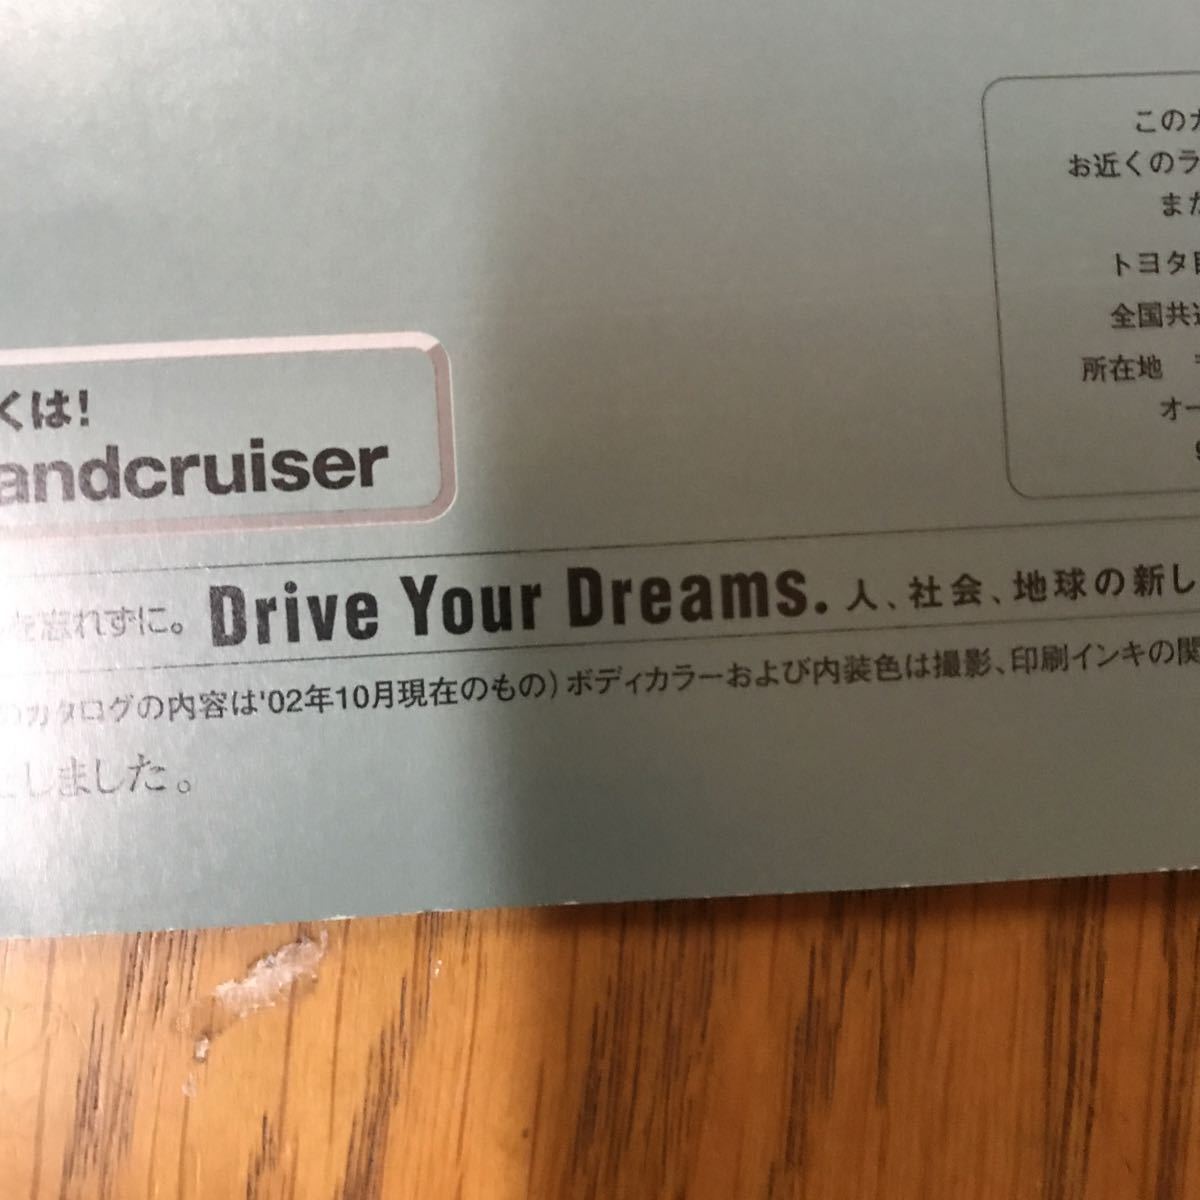 このカ
お近くのラ
また
トヨタ自
全国共通
所在地 〒
オー
くは!
andcruiser
を忘れずに。 Drive Your Dreams. 人、社会、地球の新し
のカタログの内容は'02年10月現在のもの) ボディカラーおよび内装色は撮影、印刷インキの関
としました。